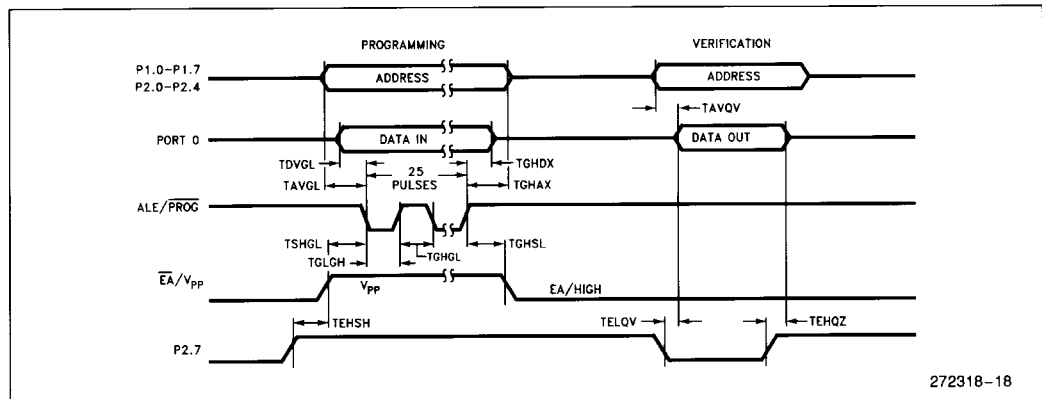 PROGRAMMING
VERIFICATION
P1.0–P1.7
P2.0–P2.4
ADDRESS
ADDRESS
TAVQV
PORT 0
DATA IN
DATA OUT
TDVGL
TGHDX
25
PULSES
TAVGL
TGHAX
ALE/PROG
TSHGL
TGHSL
TGLGH
TGHGL
EA/VPP
VPP
EA/HIGH
TEHSH
TELQV
TEHQZ
P2.7
272318–18